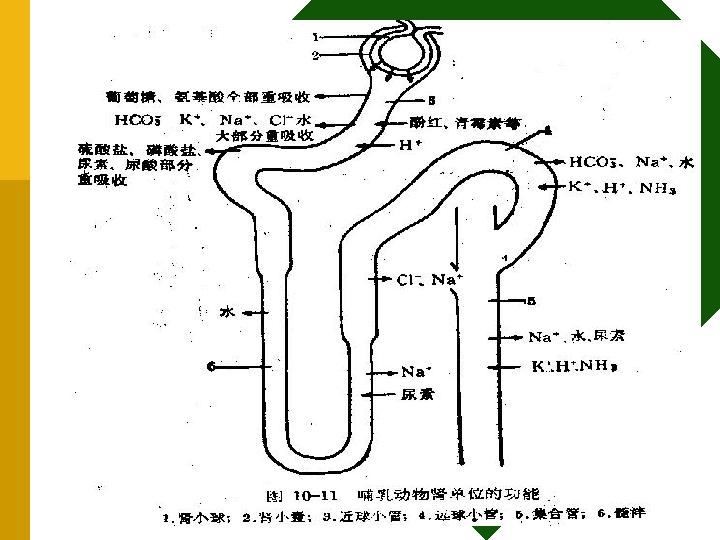 1
2
葡萄糖、氨基酸全部重吸收
3
HCO₃⁻ K⁺、Na⁺、Cl⁻水
大部分重吸收
酚红、青霉素等
4
硫酸盐、磷酸盐、
尿素、尿酸部分
重吸收
H⁺
HCO₃⁻、Na⁺、水
K⁺、H⁺、NH₃
Cl⁻、Na⁺
5
水
Na⁺、水、尿素
6
Na⁺
K⁺、H⁺、NH₃
尿素
图 10-11 哺乳动物肾单位的功能
1.肾小球；2.肾小囊；3.近球小管；4.远球小管；5.集合管；6.髓袢